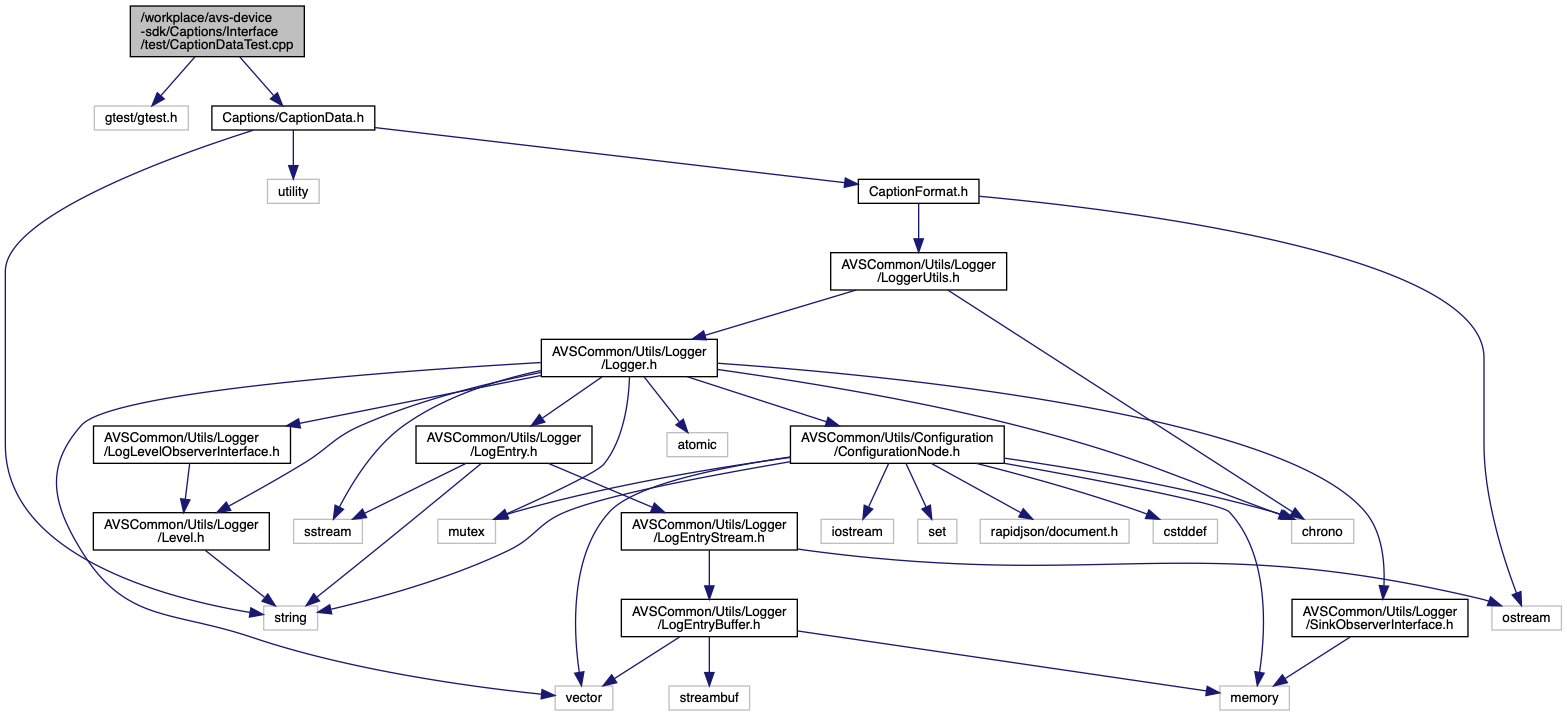 /workplace/avs-device
-sdk/Captions/Interface
/test/CaptionDataTest.cpp
gtest/gtest.h
Captions/CaptionData.h
utility
CaptionFormat.h
AVSCommon/Utils/Logger
/LoggerUtils.h
AVSCommon/Utils/Logger
/Logger.h
AVSCommon/Utils/Logger
/LogLevelObserverInterface.h
AVSCommon/Utils/Logger
/LogEntry.h
atomic
AVSCommon/Utils/Configuration
/ConfigurationNode.h
AVSCommon/Utils/Logger
/Level.h
sstream
mutex
AVSCommon/Utils/Logger
/LogEntryStream.h
iostream
set
rapidjson/document.h
cstddef
chrono
string
AVSCommon/Utils/Logger
/LogEntryBuffer.h
AVSCommon/Utils/Logger
/SinkObserverInterface.h
ostream
vector
streambuf
memory